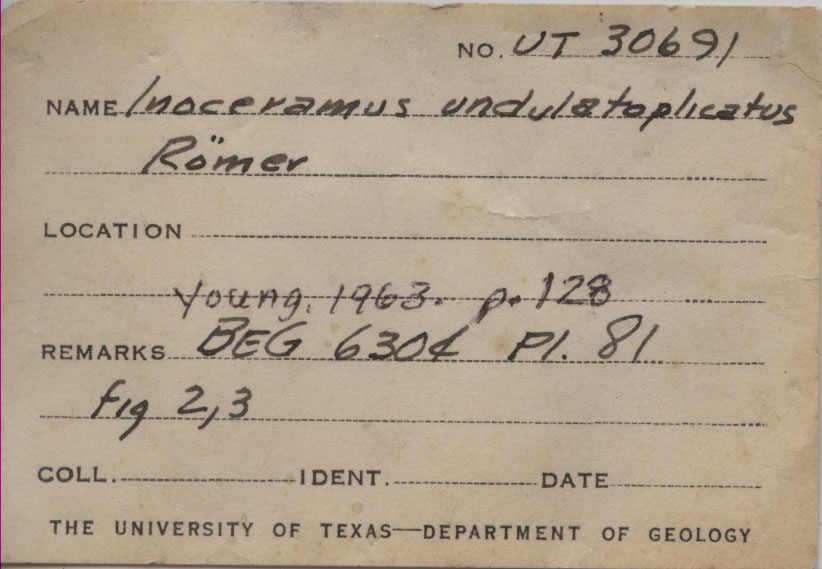 NO. UT 30691
NAME Inoceramus undulatoplicatus
Römer
LOCATION
Young. 1963. p. 128
REMARKS BEG 6304 Pl. 81
fig 2,3
COLL. IDENT. DATE
THE UNIVERSITY OF TEXAS—DEPARTMENT OF GEOLOGY